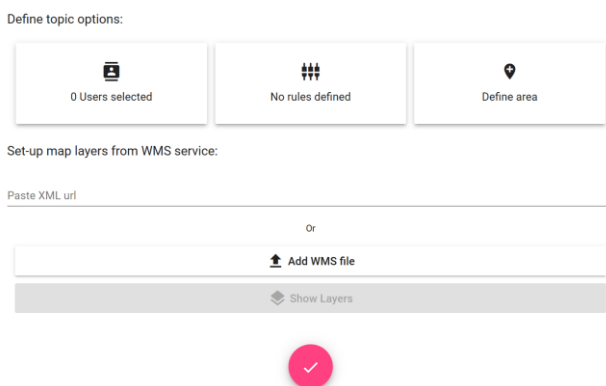 Define topic options:
0 Users selected
No rules defined
Define area
Set-up map layers from WMS service:
Paste XML url
Or
Add WMS file
Show Layers